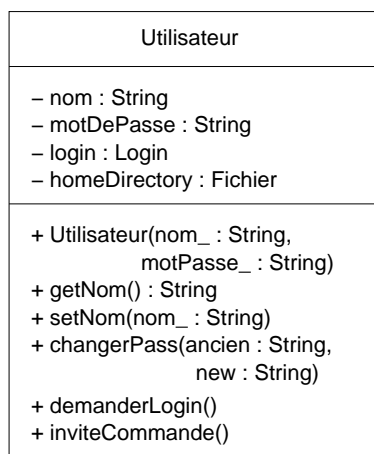 Utilisateur
– nom : String
– motDePasse : String
– login : Login
– homeDirectory : Fichier
+ Utilisateur(nom_ : String,
motPasse_ : String)
+ getNom() : String
+ setNom(nom_ : String)
+ changerPass(ancien : String,
new : String)
+ demanderLogin()
+ inviteCommande()